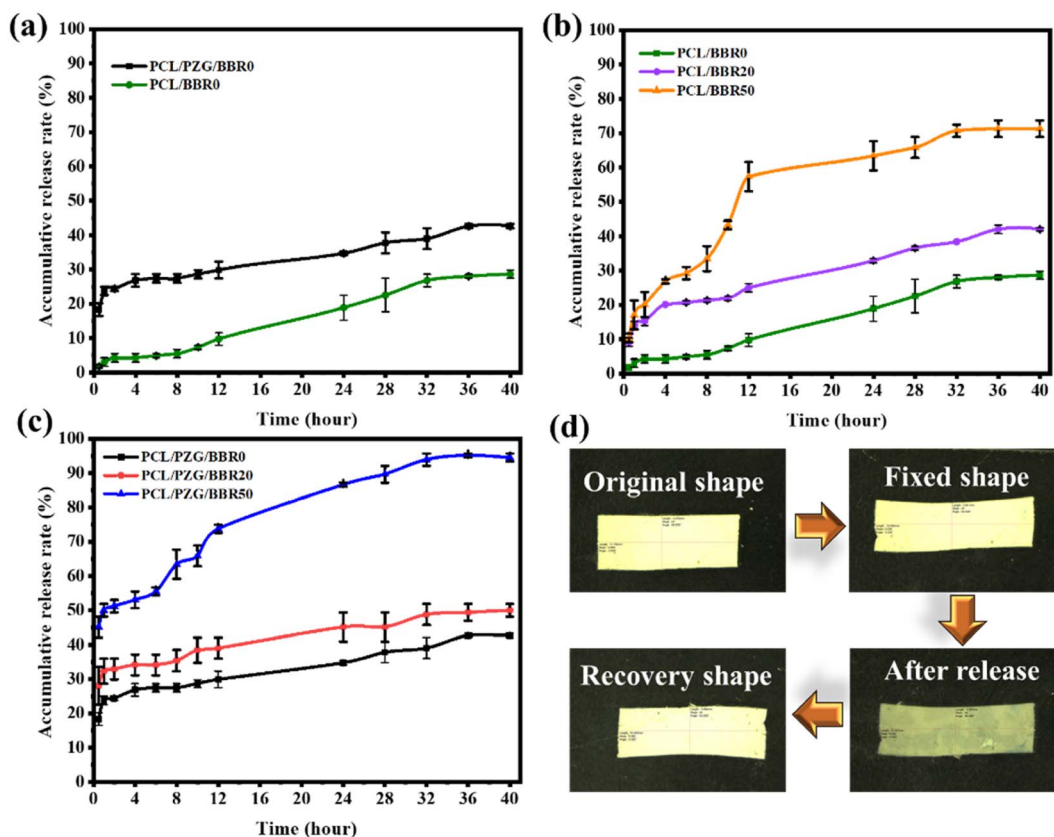 (a)
Accumulative release rate (%)
100
90
80
70
60
50
40
30
20
10
0
PCL/PZG/BBR0
PCL/BBR0
0 4 8 12 16 20 24 28 32 36 40
Time (hour)
(b)
Accumulative release rate (%)
100
90
80
70
60
50
40
30
20
10
0
PCL/BBR0
PCL/BBR20
PCL/BBR50
0 4 8 12 16 20 24 28 32 36 40
Time (hour)
(c)
Accumulative release rate (%)
100
90
80
70
60
50
40
30
20
10
0
PCL/PZG/BBR0
PCL/PZG/BBR20
PCL/PZG/BBR50
0 4 8 12 16 20 24 28 32 36 40
Time (hour)
(d)
Original shape
Fixed shape
Recovery shape
After release